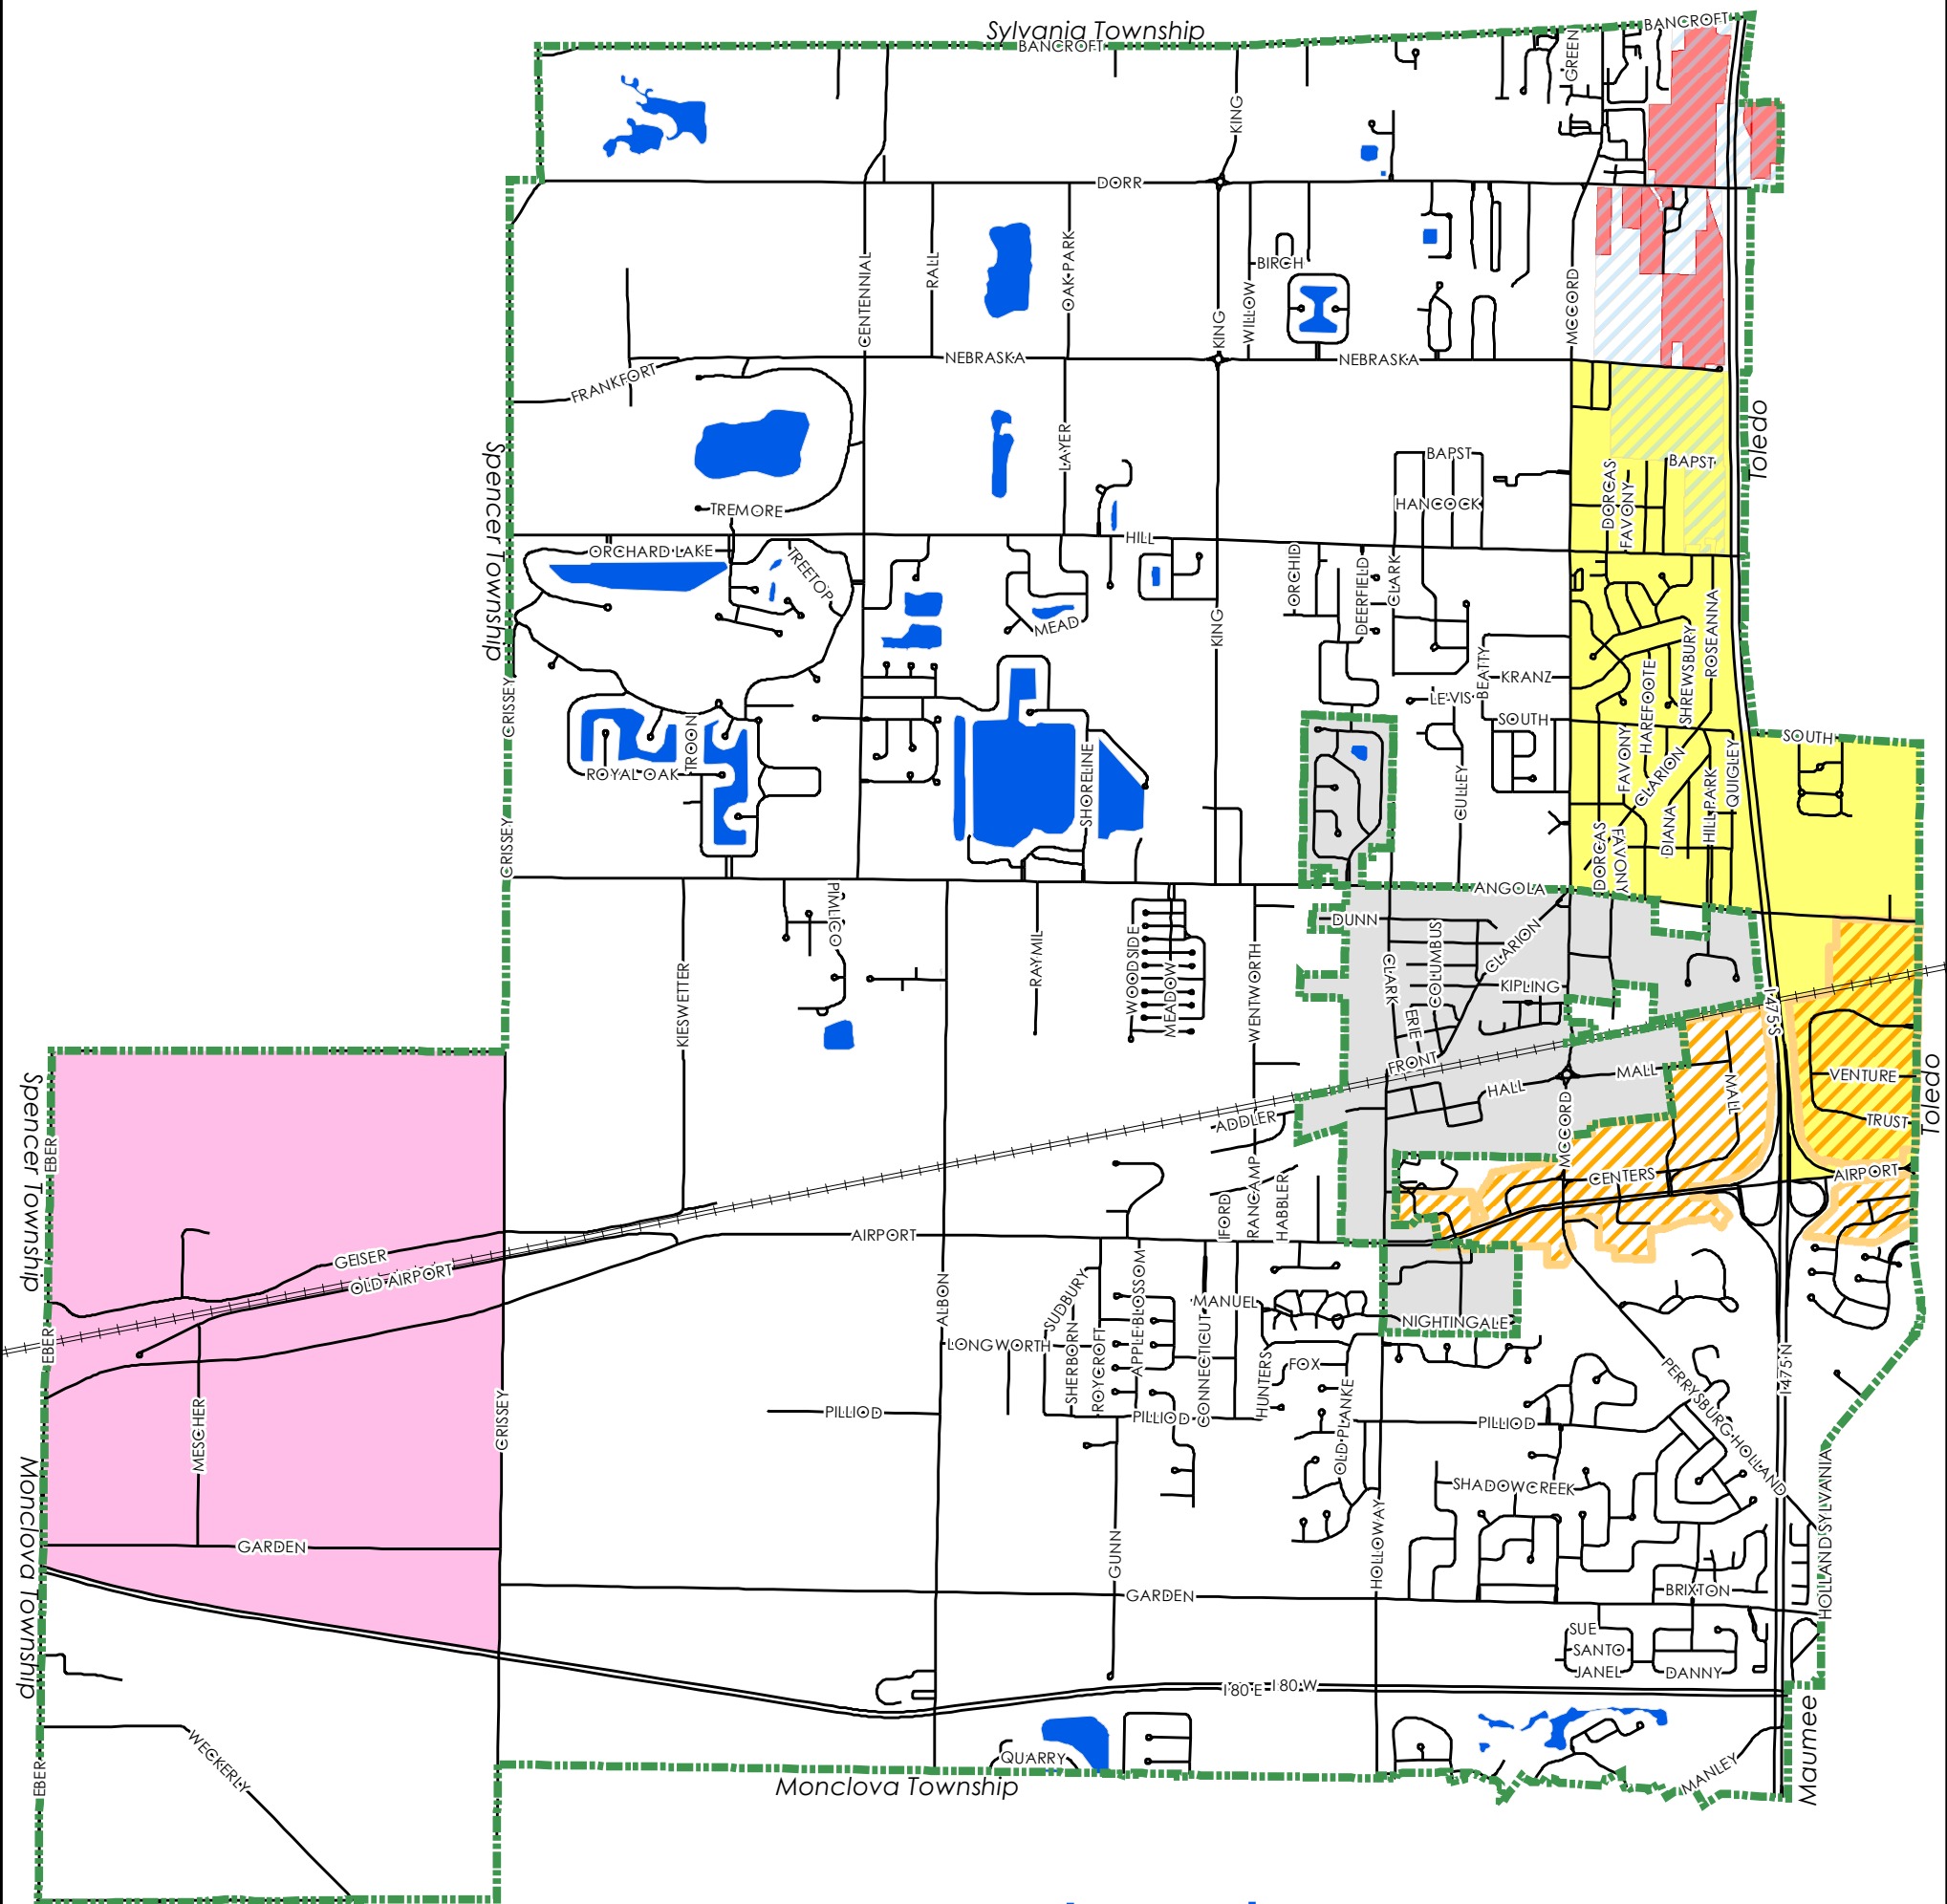 Sylvania Township
BANCROFT
BANCROFT
GREEN
KING
DORR
CENTENNIAL
RALL
OAK PARK
BIRCH
WILLOW
KING
MCCORD
NEBRASKA
NEBRASKA
FRANKFORT
Toledo
Spencer Township
LAYER
BAPST
BAPST
HANCOCK
DORCAS
FAVONY
TREMORE
HILL
ORCHARD LAKE
TREETOP
ORCHID
DEERFIELD
CLARK
MEAD
KING
BEATTY
KRANZ
LEVIS
SOUTH
ROSEANNA
SHREWSBURY
HAREFOOTE
CRISSEY
TROON
ROYAL OAK
SHORELINE
CULLEY
FAVONY
CLARION
QUIGLEY
HILL PARK
DIANA
SOUTH
CRISSEY
DORCAS
FAVONY
ANGOLA
PIMLICO
DUNN
CLARION
COLUMBUS
CLARK
KIESWETTER
RAYMIL
WOODSIDE
MEADOW
WENTWORTH
KIPLING
ERIE
I 475 S
FRONT
HALL
MALL
MALL
VENTURE
TRUST
Toledo
Spencer Township
EBER
ADDLER
MCCORD
CENTERS
AIRPORT
IFORD
RANCAMP
HABBLER
AIRPORT
GEISER
OLD AIRPORT
ALBON
SUDBURY
APPLE BLOSSOM
MANUEL
NIGHTINGALE
EBER
LONGWORTH
SHERBORN
ROYCROFT
CONNECTICUT
HUNTERS
FOX
OLD PLANKE
I 475 N
PERRYSBURG HOLLAND
MESCHER
CRISSEY
PILLIOD
PILLIOD
PILLIOD
SHADOWCREEK
HOLLAND SYLVANIA
Monclova Township
GARDEN
GUNN
HOLLOWAY
GARDEN
BRIXTON
SUE
SANTO
JANEL
DANNY
I 80 E
I 80 W
WECKERLY
EBER
QUARRY
MANLEY
Maumee
Monclova Township